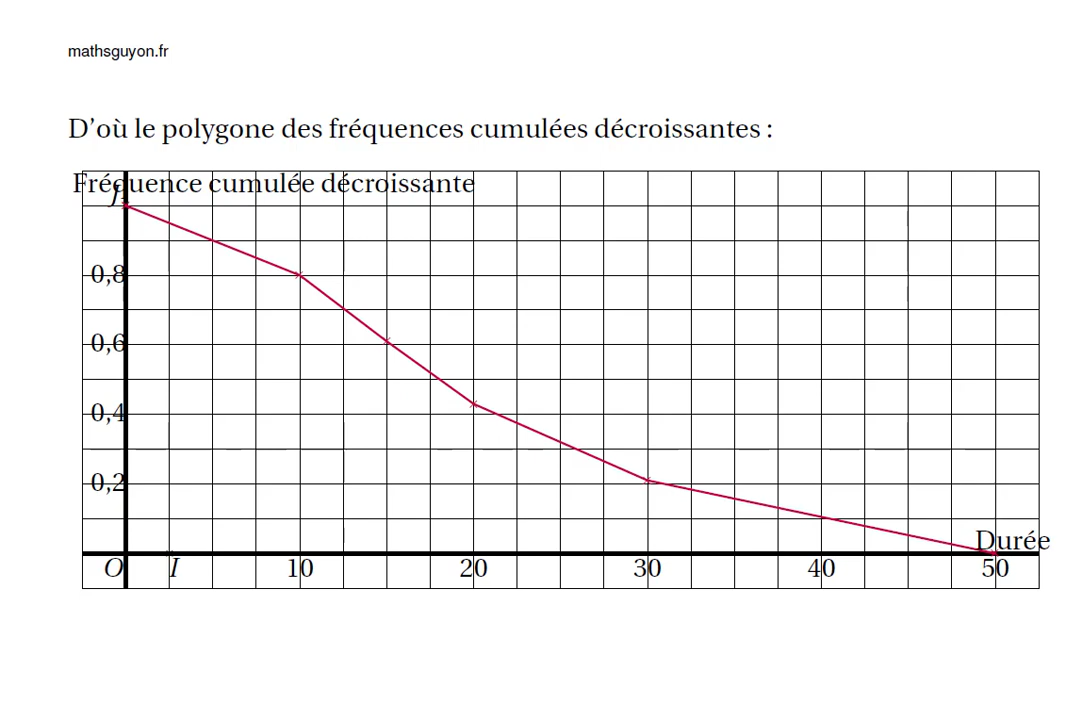 mathsguyon.fr
D'où le polygone des fréquences cumulées décroissantes :
Fréquence cumulée décroissante
J
0,8
0,6
0,4
0,2
Durée
O I 10 20 30 40 50